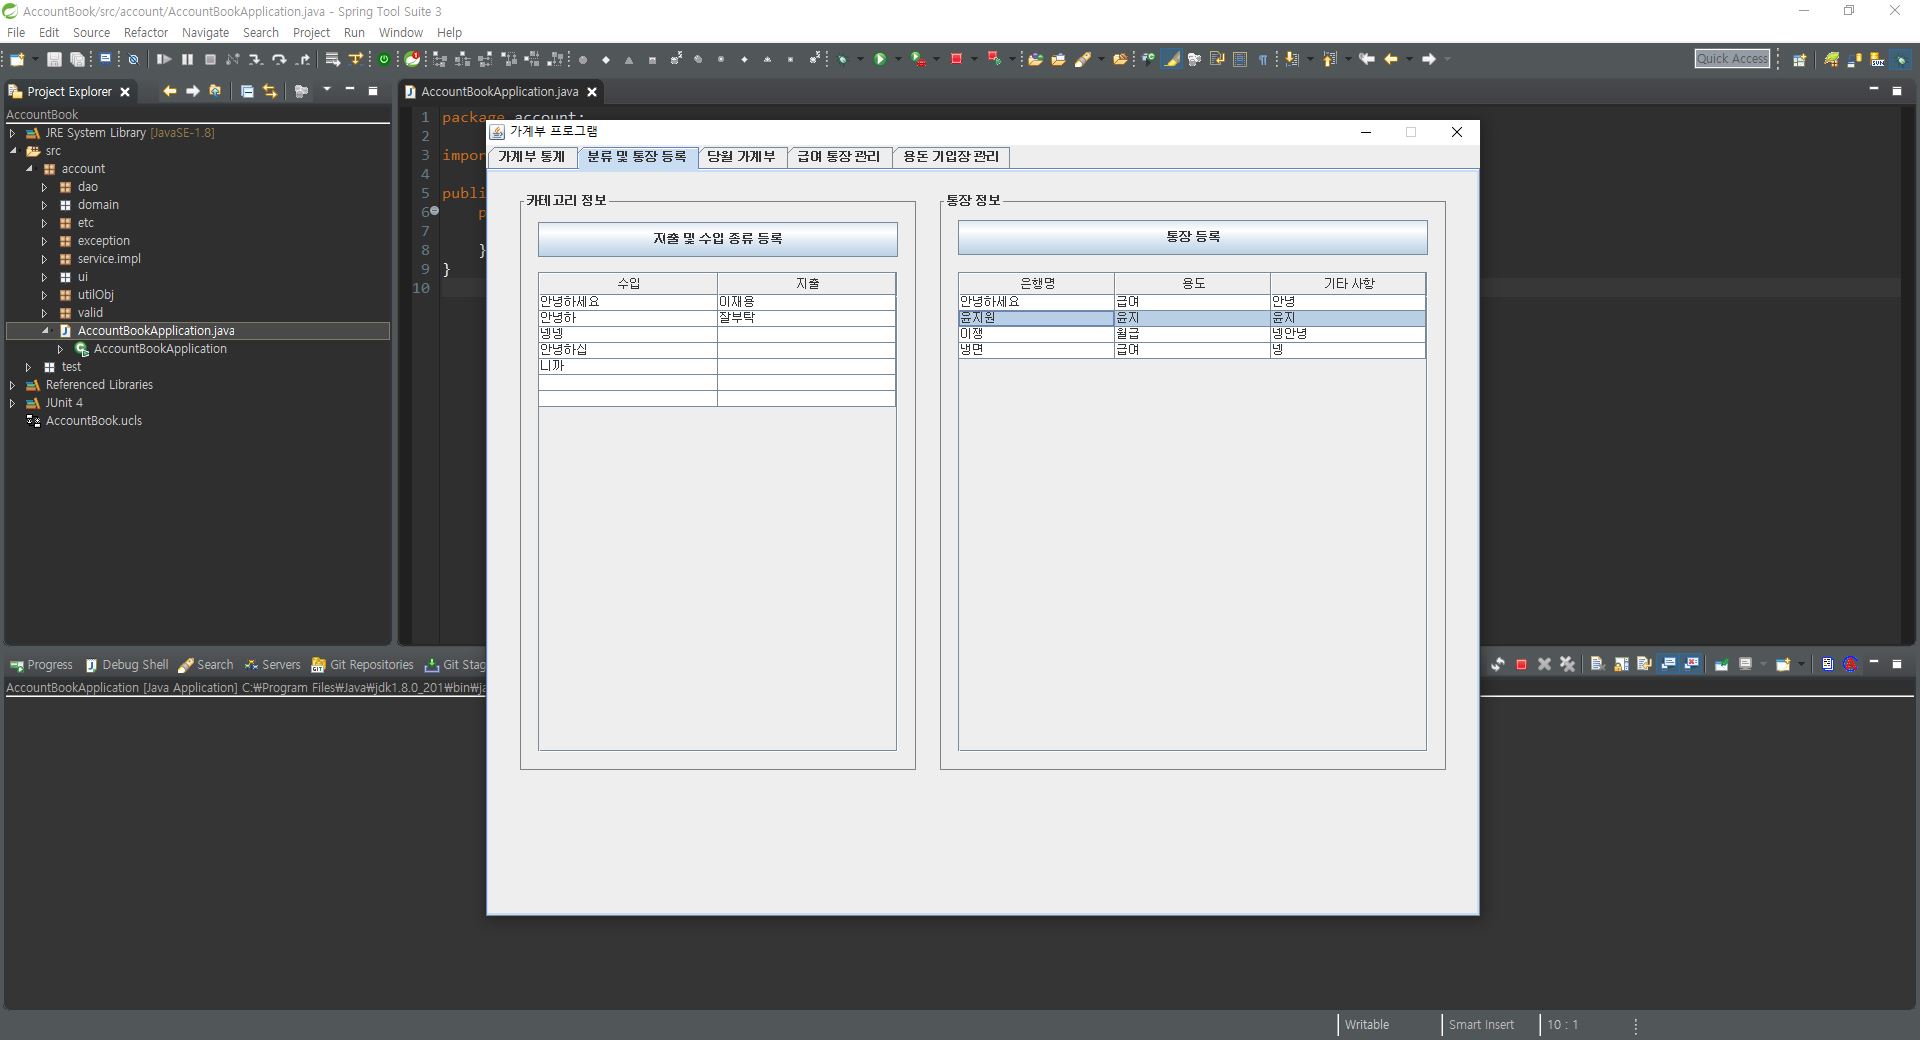 AccountBook/src/account/AccountBookApplication.java - Spring Tool Suite 3
File Edit Source Refactor Navigate Search Project Run Window Help
Quick Access
Project Explorer
AccountBook
JRE System Library [JavaSE-1.8]
src
account
dao
domain
etc
exception
service.impl
ui
utilObj
valid
AccountBookApplication.java
AccountBookApplication
test
Referenced Libraries
JUnit 4
AccountBook.ucls
AccountBookApplication.java
1 package account;
2
3 impor
4
5 publi
6 p
7
8 }
9 }
10
가계부 프로그램
가계부 통계 분류 및 통장 등록 당월 가계부 급여 통장 관리 용돈 기입장 관리
카테고리 정보
지출 및 수입 종류 등록
수입 지출
안녕하세요 이재용
안녕하 잘부탁
넹넹
안녕하십
니까
통장 정보
통장 등록
은행명 용도 기타 사항
안녕하세요 급여 안녕
윤지원 윤지 윤지
이쟁 월급 넹안녕
냉면 급여 넹
Progress Debug Shell Search Servers Git Repositories Git Stag
AccountBookApplication [Java Application] C:₩Program Files₩Java₩jdk1.8.0_201₩bin₩ja
Writable Smart Insert 10 : 1